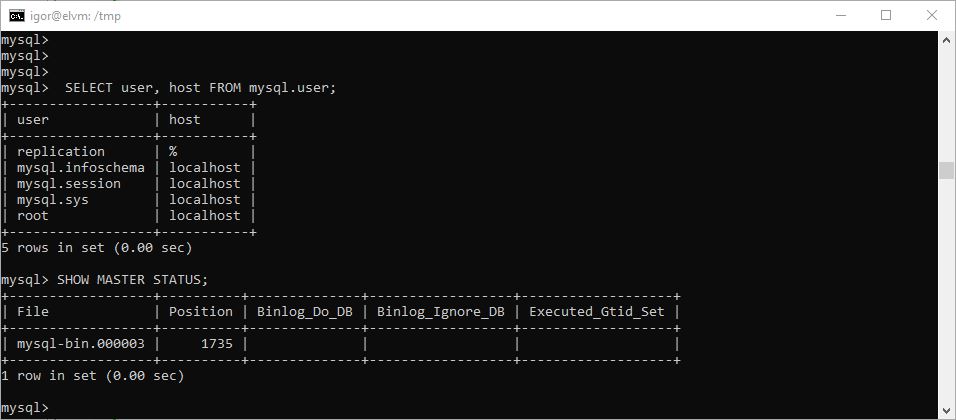 igor@elvm: /tmp
mysql>
mysql>
mysql>
mysql>  SELECT user, host FROM mysql.user;
+------------------+-----------+
| user             | host      |
+------------------+-----------+
| replication      | %         |
| mysql.infoschema | localhost |
| mysql.session    | localhost |
| mysql.sys        | localhost |
| root             | localhost |
+------------------+-----------+
5 rows in set (0.00 sec)
mysql> SHOW MASTER STATUS;
+------------------+----------+--------------+------------------+-------------------+
| File             | Position | Binlog_Do_DB | Binlog_Ignore_DB | Executed_Gtid_Set |
+------------------+----------+--------------+------------------+-------------------+
| mysql-bin.000003 |     1735 |              |                  |                   |
+------------------+----------+--------------+------------------+-------------------+
1 row in set (0.00 sec)
mysql>